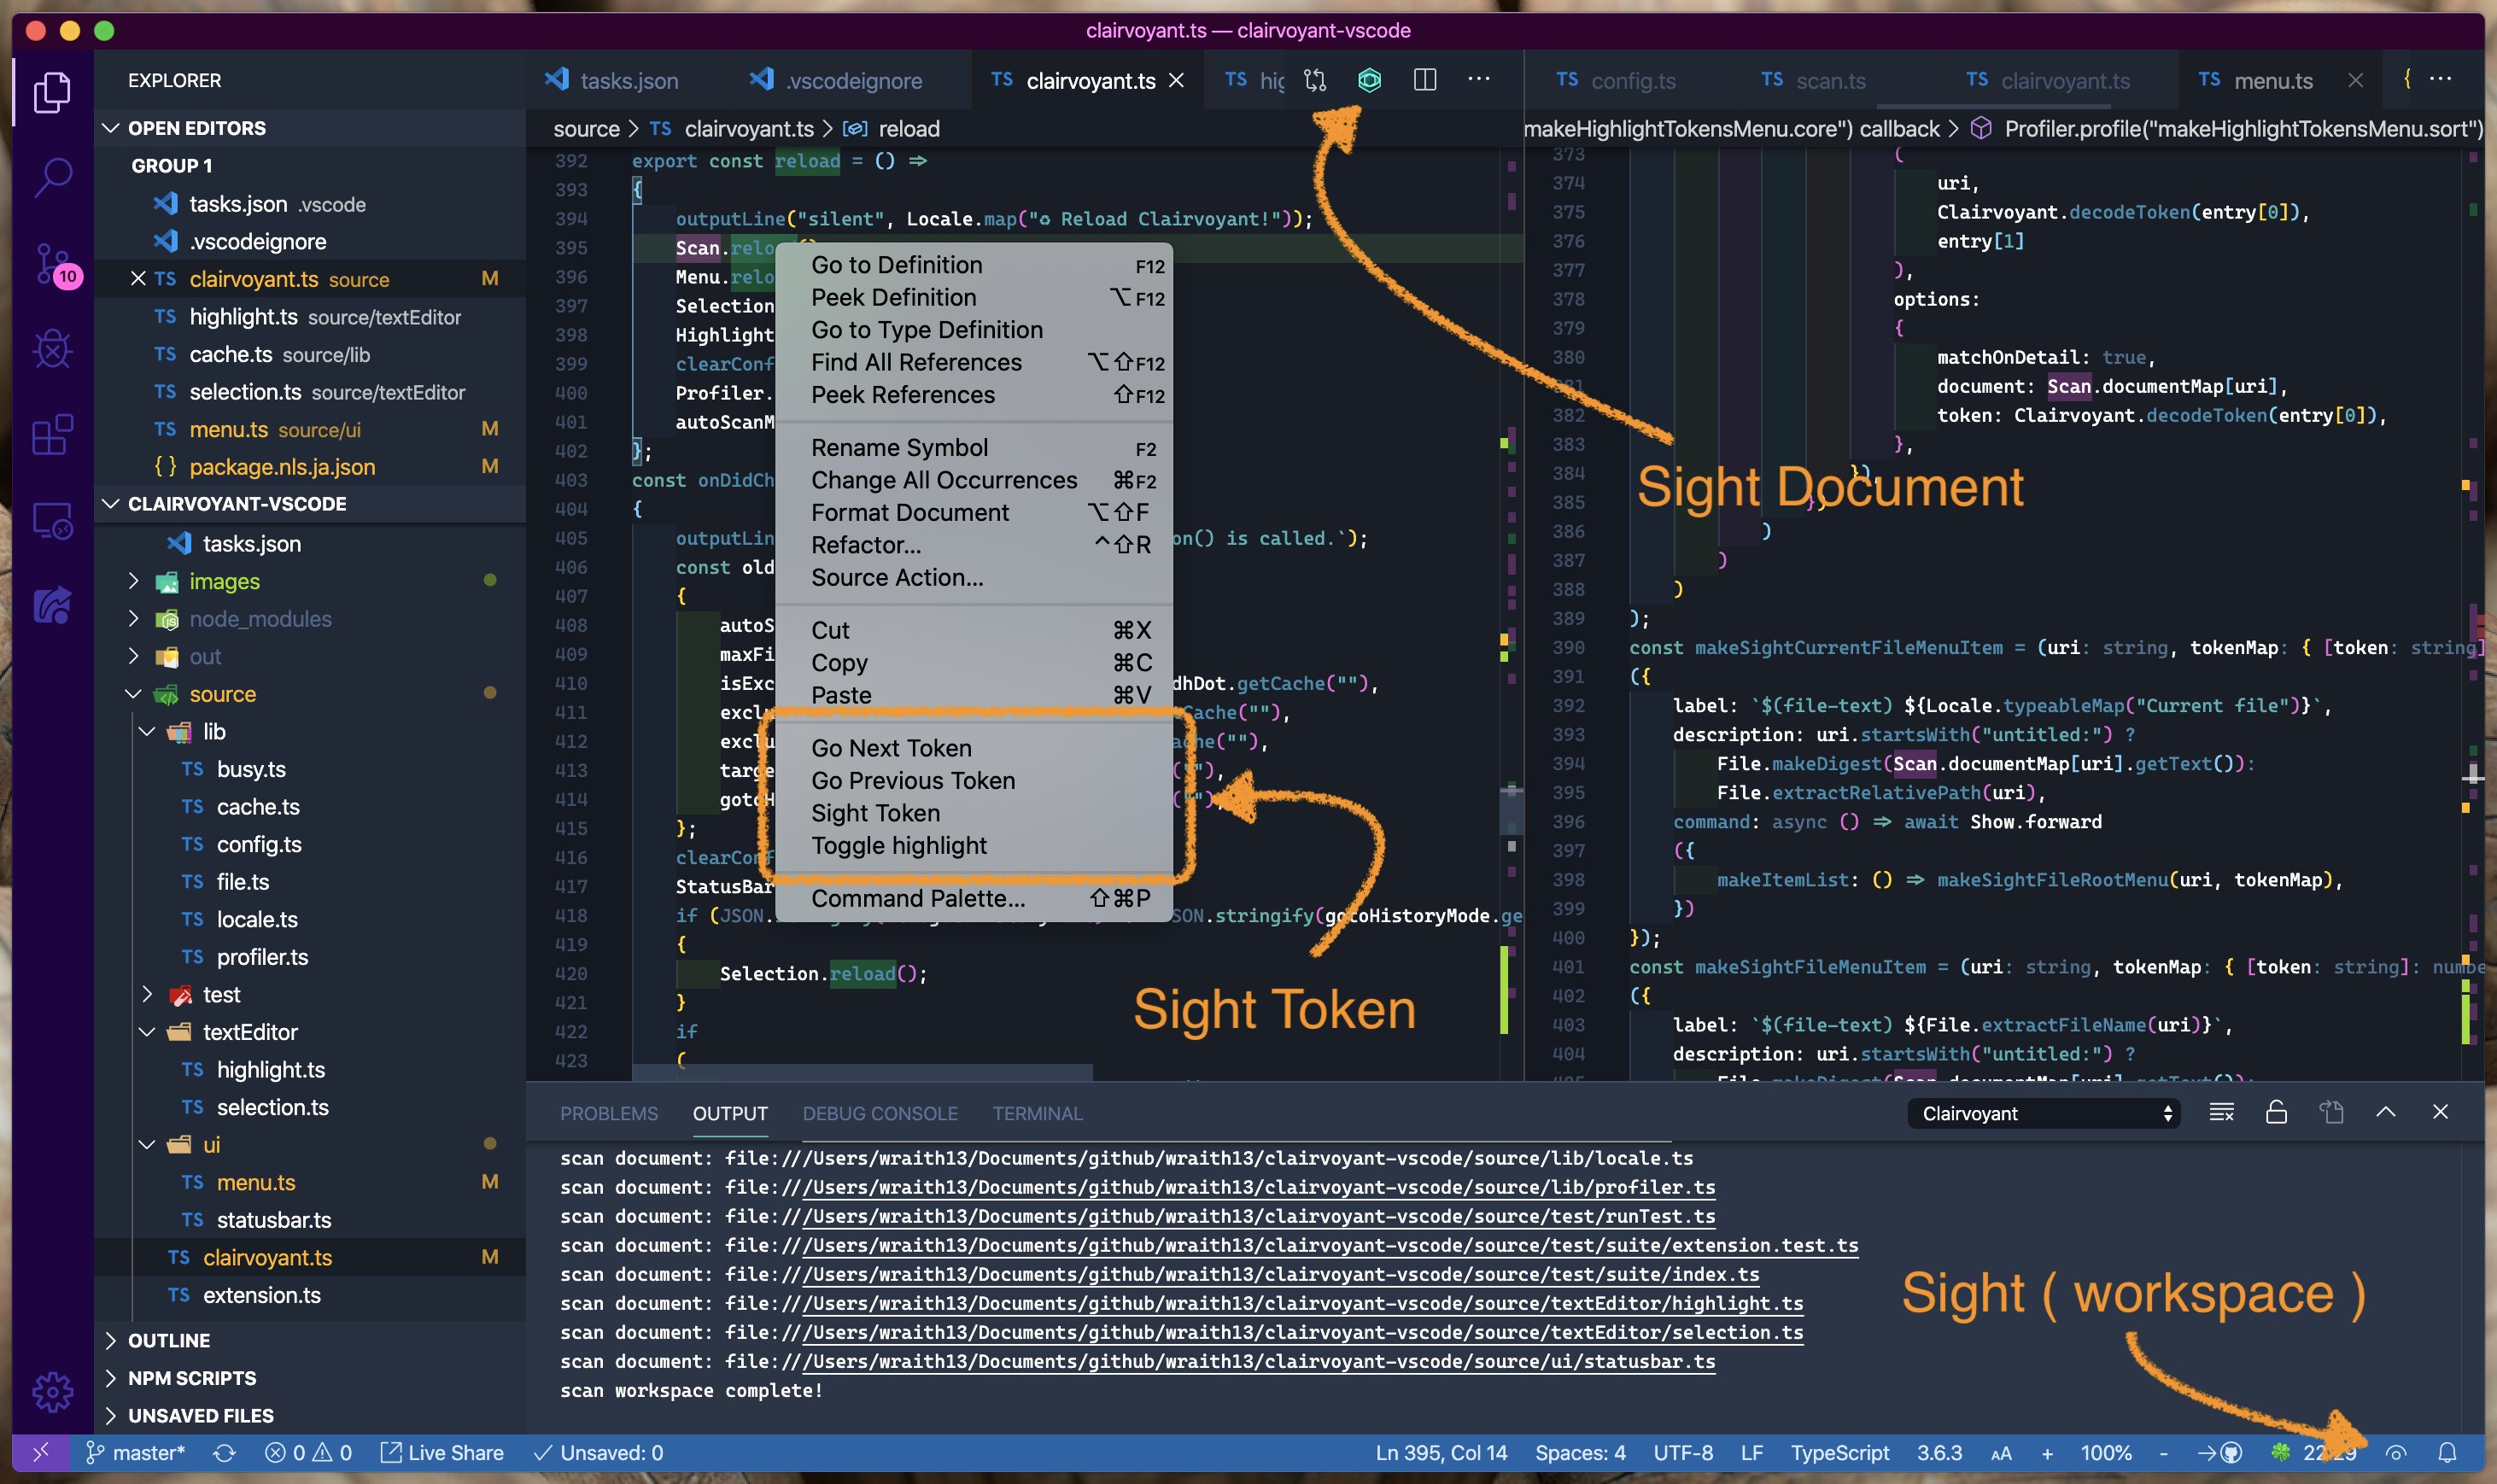 clairvoyant.ts — clairvoyant-vscode
EXPLORER
OPEN EDITORS
GROUP 1
tasks.json .vscode
.vscodeignore
TS clairvoyant.ts source M
TS highlight.ts source/textEditor
TS cache.ts source/lib
TS selection.ts source/textEditor
TS menu.ts source/ui M
{ } package.nls.ja.json M
10
CLAIRVOYANT-VSCODE
tasks.json
images
node_modules
out
source
lib
TS busy.ts
TS cache.ts
TS config.ts
TS file.ts
TS locale.ts
TS profiler.ts
test
textEditor
TS highlight.ts
TS selection.ts
ui
TS menu.ts M
TS statusbar.ts
TS clairvoyant.ts M
TS extension.ts
OUTLINE
NPM SCRIPTS
UNSAVED FILES
tasks.json .vscodeignore TS clairvoyant.ts TS hig
source > TS clairvoyant.ts > reload
392 export const reload = () ⇒
393 {
394 outputLine("silent", Locale.map("♻ Reload Clairvoyant!"));
395 Scan.relo
396 Menu.relo
397 Selection
398 Highlight
399 clearConf
400 Profiler.
401 autoScanM
402 };
403 const onDidCh
404 {
405 outputLin on() is called.`);
406 const old
407 {
408 autoS
409 maxFi
410 isExc dhDot.getCache(""),
411 exclu Cache(""),
412 exclu che(""),
413 targe (""),
414 gotoH
415 };
416 clearConf
417 StatusBar
418 if (JSON. SON.stringify(gotoHistoryMode.ge
419 {
420 Selection.reload();
421 }
422 if
423 (
Go to Definition F12
Peek Definition ⌥F12
Go to Type Definition
Find All References ⌥⇧F12
Peek References ⇧F12
Rename Symbol F2
Change All Occurrences ⌘F2
Format Document ⌥⇧F
Refactor... ^⇧R
Source Action...
Cut ⌘X
Copy ⌘C
Paste ⌘V
Go Next Token
Go Previous Token
Sight Token
Toggle highlight
Command Palette... ⇧⌘P
Sight Token
TS config.ts TS scan.ts TS clairvoyant.ts TS menu.ts {
makeHighlightTokensMenu.core") callback > Profiler.profile("makeHighlightTokensMenu.sort")
373 (
374 uri,
375 Clairvoyant.decodeToken(entry[0]),
376 entry[1]
377 ),
378 options:
379 {
380 matchOnDetail: true,
381 document: Scan.documentMap[uri],
382 token: Clairvoyant.decodeToken(entry[0]),
383 },
384 })
385 })
386 )
387 )
388 )
389 );
390 const makeSightCurrentFileMenuItem = (uri: string, tokenMap: { [token: string]
391 ({
392 label: `$(file-text) ${Locale.typeableMap("Current file")}`,
393 description: uri.startsWith("untitled:") ?
394 File.makeDigest(Scan.documentMap[uri].getText()):
395 File.extractRelativePath(uri),
396 command: async () ⇒ await Show.forward
397 ({
398 makeItemList: () ⇒ makeSightFileRootMenu(uri, tokenMap),
399 })
400 });
401 const makeSightFileMenuItem = (uri: string, tokenMap: { [token: string]: numbe
402 ({
403 label: `$(file-text) ${File.extractFileName(uri)}`,
404 description: uri.startsWith("untitled:") ?
405 File.makeDigest(Scan.documentMap[uri].getText()):
Sight Document
PROBLEMS OUTPUT DEBUG CONSOLE TERMINAL Clairvoyant
scan document: file:///Users/wraith13/Documents/github/wraith13/clairvoyant-vscode/source/lib/locale.ts
scan document: file:///Users/wraith13/Documents/github/wraith13/clairvoyant-vscode/source/lib/profiler.ts
scan document: file:///Users/wraith13/Documents/github/wraith13/clairvoyant-vscode/source/test/runTest.ts
scan document: file:///Users/wraith13/Documents/github/wraith13/clairvoyant-vscode/source/test/suite/extension.test.ts
scan document: file:///Users/wraith13/Documents/github/wraith13/clairvoyant-vscode/source/test/suite/index.ts
scan document: file:///Users/wraith13/Documents/github/wraith13/clairvoyant-vscode/source/textEditor/highlight.ts
scan document: file:///Users/wraith13/Documents/github/wraith13/clairvoyant-vscode/source/textEditor/selection.ts
scan document: file:///Users/wraith13/Documents/github/wraith13/clairvoyant-vscode/source/ui/statusbar.ts
scan workspace complete!
Sight ( workspace )
master* 0 0 Live Share Unsaved: 0 Ln 395, Col 14 Spaces: 4 UTF-8 LF TypeScript 3.6.3 AA + 100% -